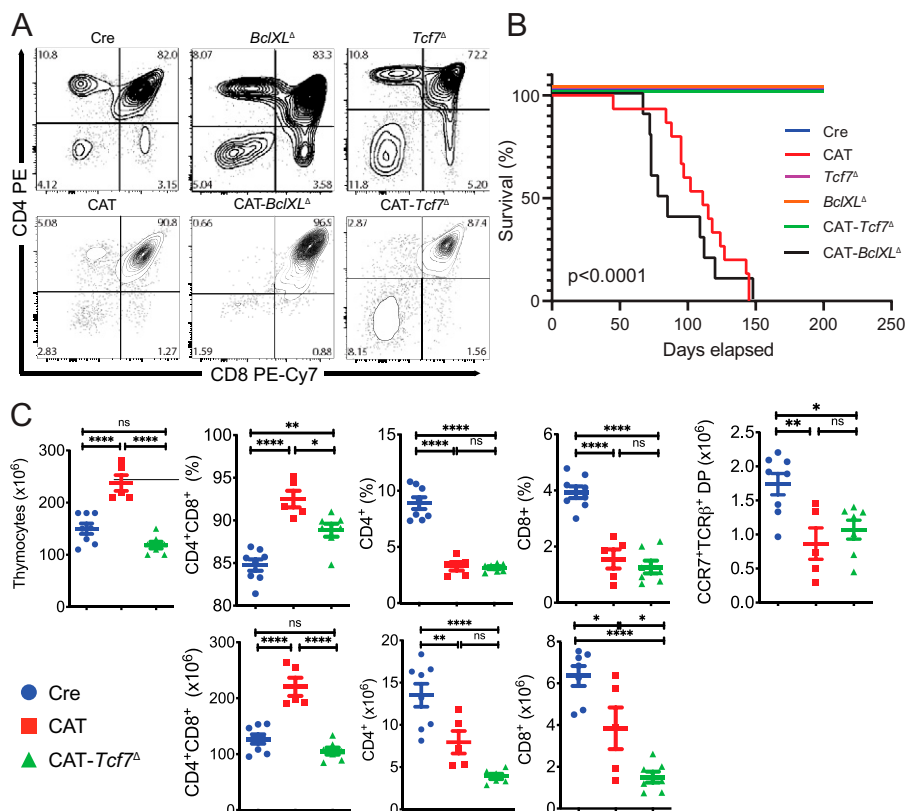 A
Cre
BclXLΔ
Tcf7Δ
10.8
82.0
8.07
83.3
10.8
72.2
4.12
3.15
5.04
3.58
11.8
5.20
CAT
CAT-BclXLΔ
CAT-Tcf7Δ
5.08
90.8
0.66
96.5
2.87
87.4
2.83
1.27
1.59
0.88
8.15
1.56
CD4 PE
CD8 PE-Cy7
B
Survival (%)
100
50
0
0
50
100
150
200
250
Days elapsed
p<0.0001
Cre
CAT
Tcf7Δ
BclXLΔ
CAT-Tcf7Δ
CAT-BclXLΔ
C
Thymocytes (x10⁶)
300
200
100
0
ns
**** ****
CD4⁺CD8⁺ (%)
100
95
90
85
80
**
**** *
CD4⁺ (%)
15
10
5
0
****
**** ns
CD8+ (%)
6
4
2
0
****
**** ns
CCR7⁺TCRβ⁺ DP (x10⁶)
2.5
2.0
1.5
1.0
0.5
0.0
*
** ns
CD4⁺CD8⁺ (x10⁶)
300
200
100
0
ns
**** ****
CD4⁺ (x10⁶)
20
15
10
5
0
****
** ns
CD8⁺ (x10⁶)
8
6
4
2
0
* *
****
Cre
CAT
CAT-Tcf7Δ